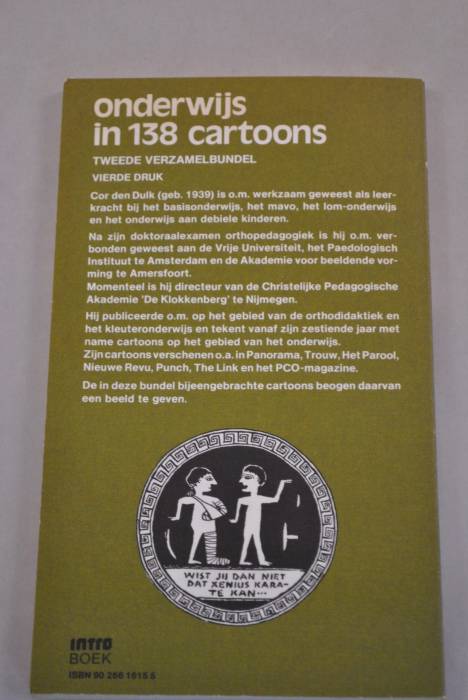 onderwijs
in 138 cartoons
TWEEDE VERZAMELBUNDEL
VIERDE DRUK
Cor den Dulk (geb. 1939) is o.m. werkzaam geweest als leer-
kracht bij het basisonderwijs, het mavo, het lom-onderwijs
en het onderwijs aan debiele kinderen.
Na zijn doktoraalexamen orthopedagogiek is hij o.m. ver-
bonden geweest aan de Vrije Universiteit, het Paedologisch
Instituut te Amsterdam en de Akademie voor beeldende vor-
ming te Amersfoort.
Momenteel is hij directeur van de Christelijke Pedagogische
Akademie 'De Klokkenberg' te Nijmegen.
Hij publiceerde o.m. op het gebied van de orthodidaktiek en
het kleuteronderwijs en tekent vanaf zijn zestiende jaar met
name cartoons op het gebied van het onderwijs.
Zijn cartoons verschenen o.a. in Panorama, Trouw, Het Parool,
Nieuwe Revu, Punch, The Link en het PCO-magazine.
De in deze bundel bijeengebrachte cartoons beogen daarvan
een beeld te geven.
WIST JIJ DAN NIET
DAT XENIUS KARA-
TE KAN...
INTRO
BOEK
ISBN 90 266 1615 5